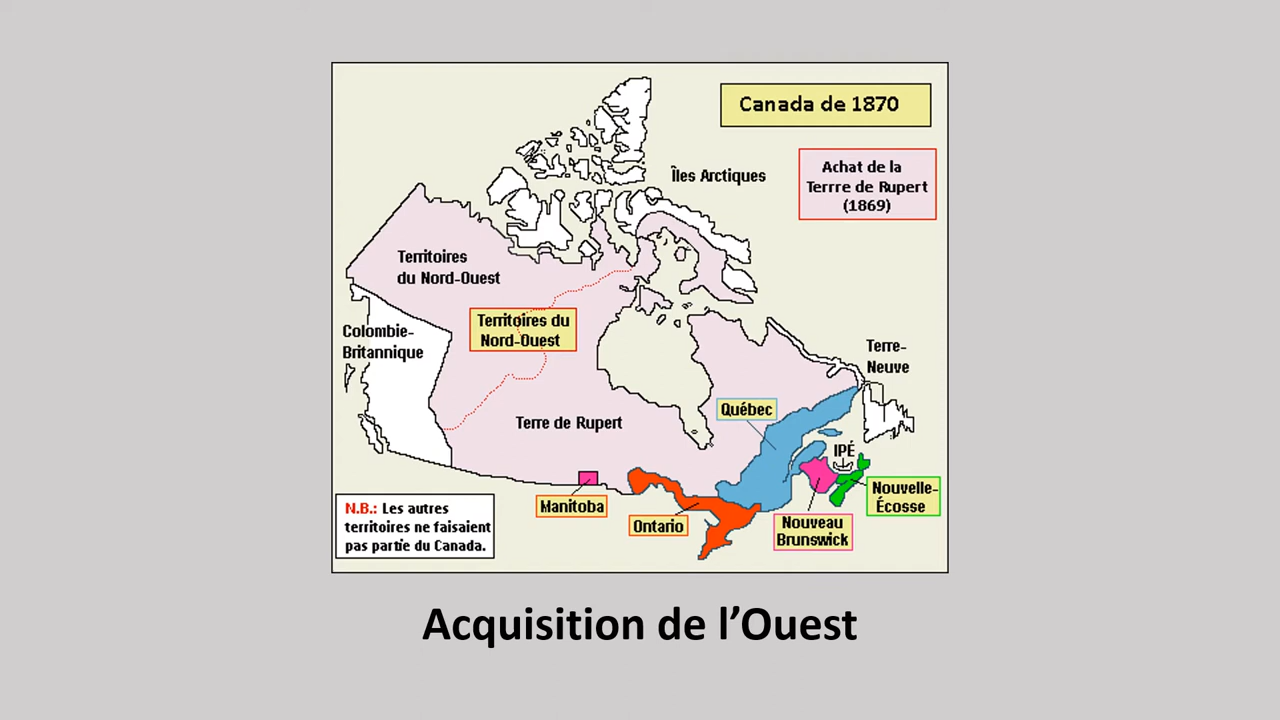 Canada de 1870
Îles Arctiques
Achat de la
Terrre de Rupert
(1869)
Territoires
du Nord-Ouest
Territoires du
Nord-Ouest
Colombie-
Britannique
Terre-
Neuve
Terre de Rupert
Québec
IPÉ
Manitoba
Ontario
Nouveau
Brunswick
Nouvelle-
Écosse
N.B.: Les autres
territoires ne faisaient
pas partie du Canada.
Acquisition de l’Ouest